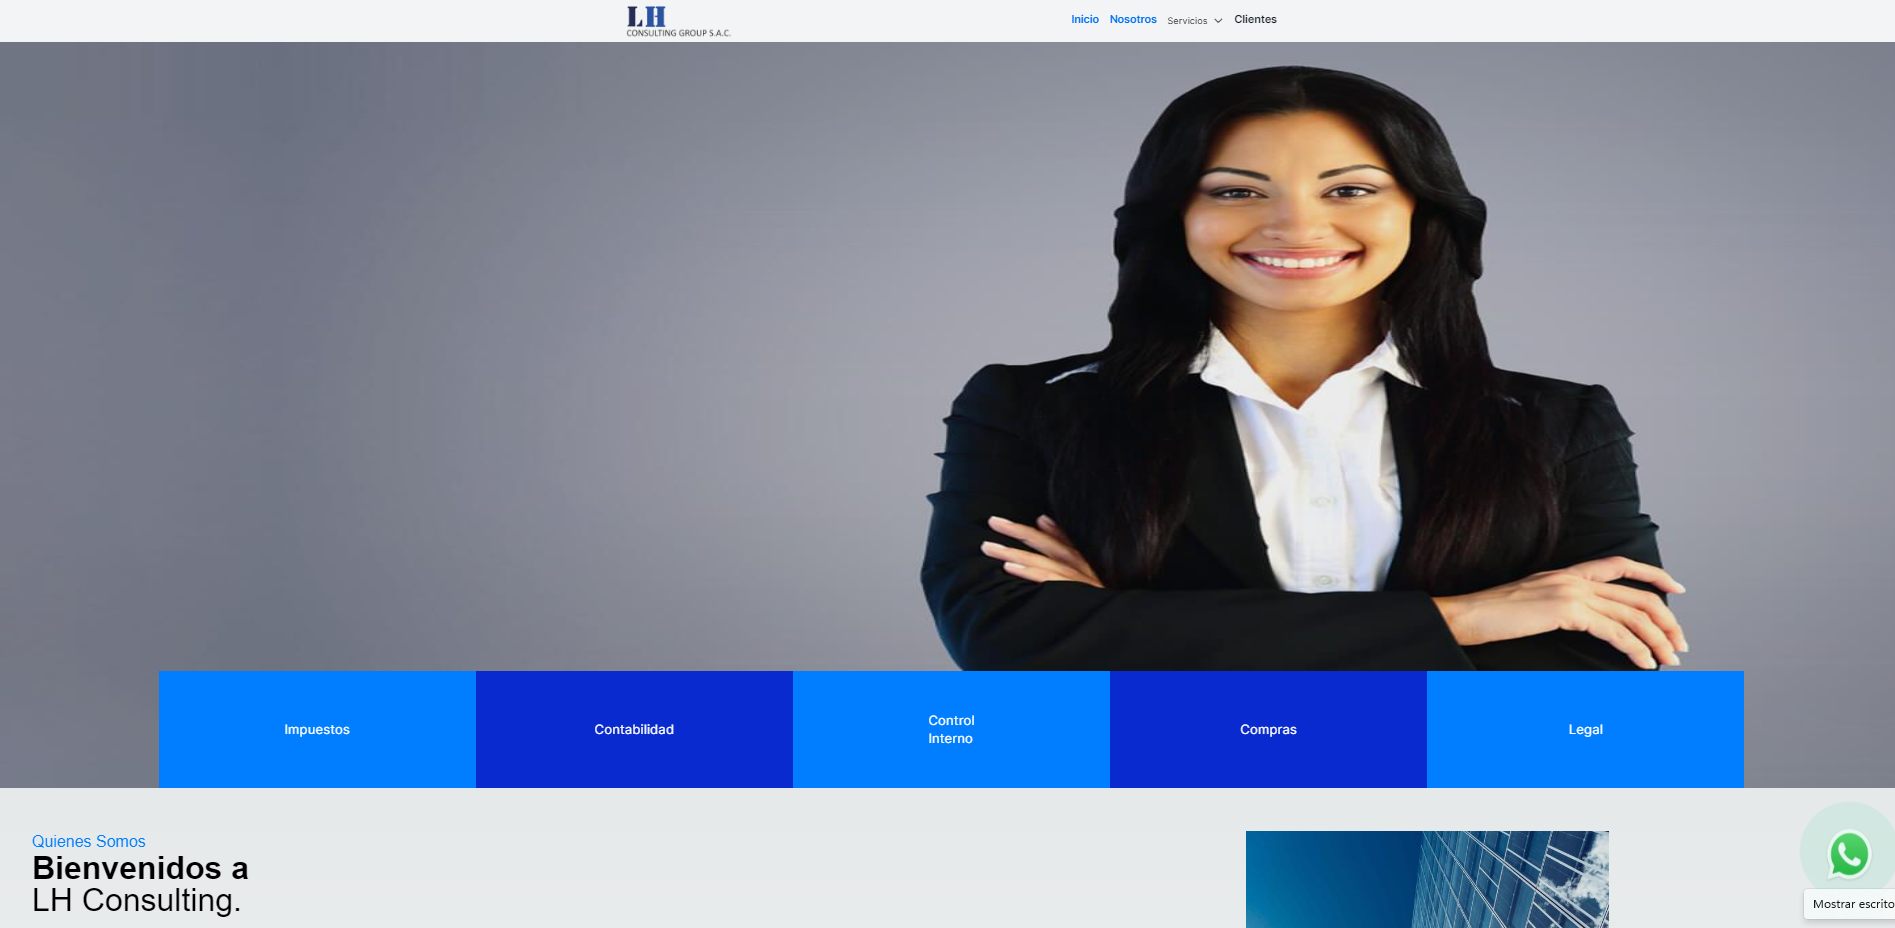 LH
CONSULTING GROUP S.A.C.
Inicio Nosotros Servicios Clientes
Impuestos
Contabilidad
Control
Interno
Compras
Legal
Quienes Somos
Bienvenidos a
LH Consulting.
Mostrar escrito